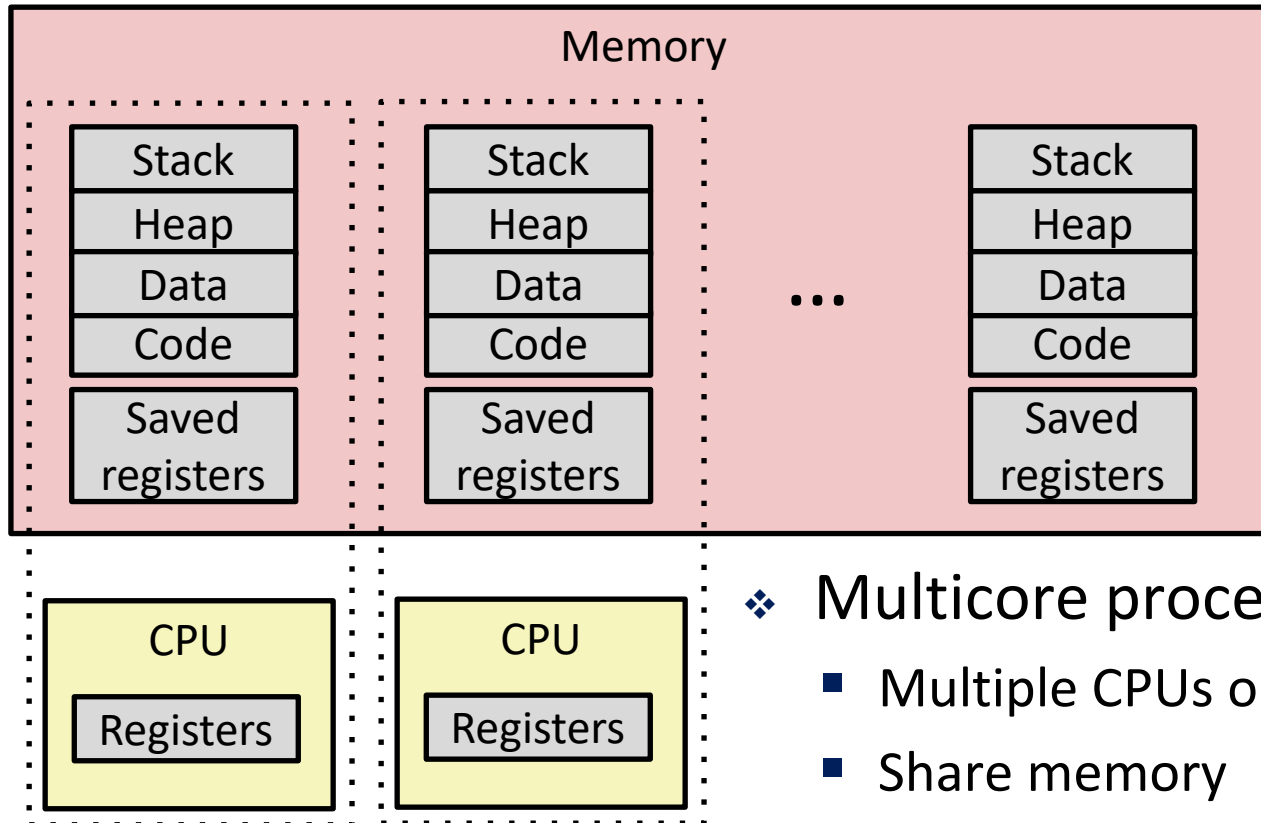 Memory
Stack
Heap
Data
Code
Saved
registers
Stack
Heap
Data
Code
Saved
registers
...
Stack
Heap
Data
Code
Saved
registers
CPU
Registers
CPU
Registers
❖ Multicore proce
▪ Multiple CPUs o
▪ Share memory